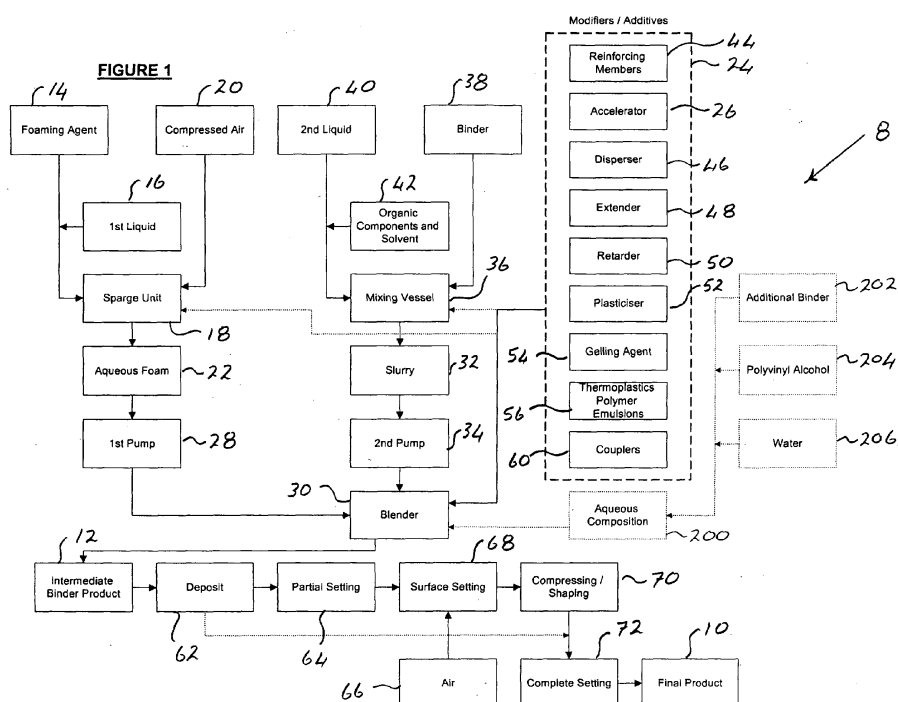 Modifiers / Additives
FIGURE 1
44
24
Reinforcing
Members
14
20
40
38
Foaming Agent
Compressed Air
2nd Liquid
Binder
Accelerator
26
8
16
42
Disperser
46
1st Liquid
Organic
Components and
Solvent
Extender
48
36
Retarder
50
Sparge Unit
18
Mixing Vessel
Plasticiser
52
Additional Binder
202
Aqueous Foam
22
Slurry
32
54
Gelling Agent
Polyvinyl Alcohol
204
56
Thermoplastics
Polymer
Emulsions
1st Pump
28
2nd Pump
34
60
Couplers
Water
206
30
Blender
Aqueous
Composition
200
12
68
Intermediate
Binder Product
Deposit
Partial Setting
Surface Setting
Compressing /
Shaping
70
62
64
72
10
66
Air
Complete Setting
Final Product